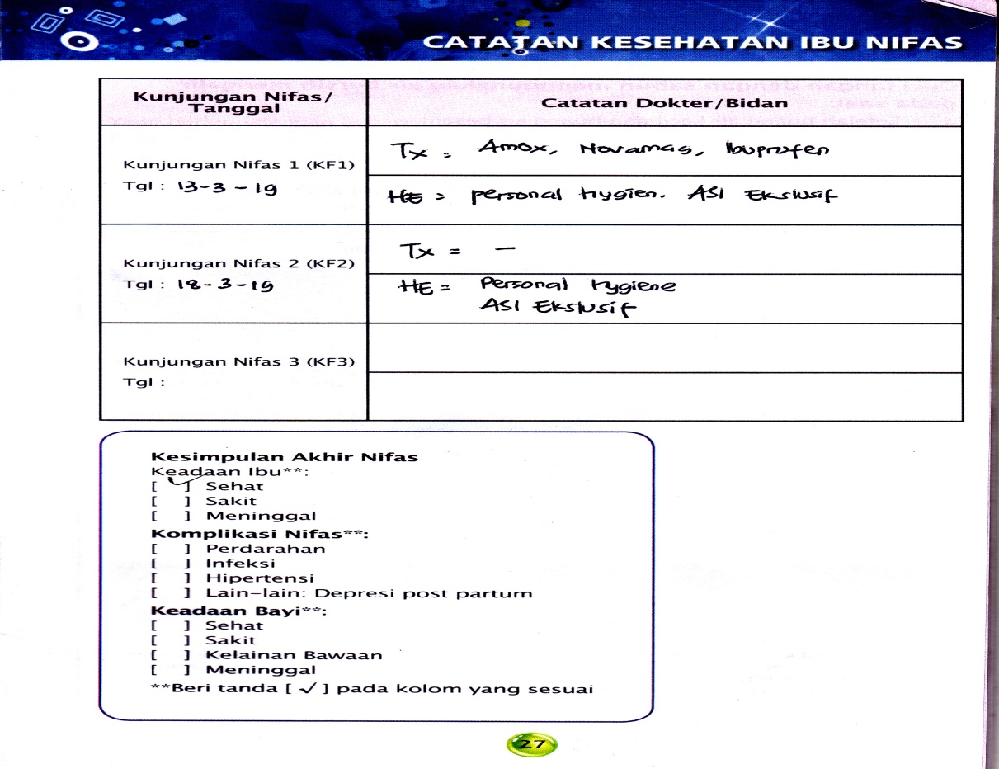 CATATAN KESEHATAN IBU NIFAS
Kunjungan Nifas/
Tanggal
Catatan Dokter/Bidan
Kunjungan Nifas 1 (KF1)
Tgl : 13-3-19
Tx : Amox, Novamag, Ibuprofen
HE : personal hygien. ASI Ekslusif
Kunjungan Nifas 2 (KF2)
Tgl : 18-3-19
Tx = -
HE = Personal hygiene
ASI Ekslusif
Kunjungan Nifas 3 (KF3)
Tgl :
Kesimpulan Akhir Nifas
Keadaan Ibu**:
[ ✓ ] Sehat
[ ] Sakit
[ ] Meninggal
Komplikasi Nifas**:
[ ] Perdarahan
[ ] Infeksi
[ ] Hipertensi
[ ] Lain-lain: Depresi post partum
Keadaan Bayi**:
[ ] Sehat
[ ] Sakit
[ ] Kelainan Bawaan
[ ] Meninggal
**Beri tanda [ ✓ ] pada kolom yang sesuai
27